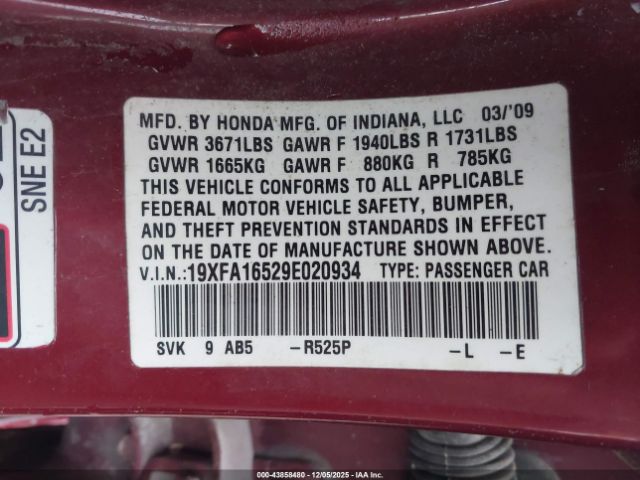 MFD. BY HONDA MFG. OF INDIANA, LLC 03/'09
GVWR 3671LBS GAWR F 1940LBS R 1731LBS
GVWR 1665KG GAWR F 880KG R 785KG
THIS VEHICLE CONFORMS TO ALL APPLICABLE
FEDERAL MOTOR VEHICLE SAFETY, BUMPER,
AND THEFT PREVENTION STANDARDS IN EFFECT
ON THE DATE OF MANUFACTURE SHOWN ABOVE.
V.I.N.:19XFA16529E020934 TYPE: PASSENGER CAR
SVK 9 AB5 –R525P –L –E
SNE E2
000-43858480 | 12/05/2025 | IAA Inc.